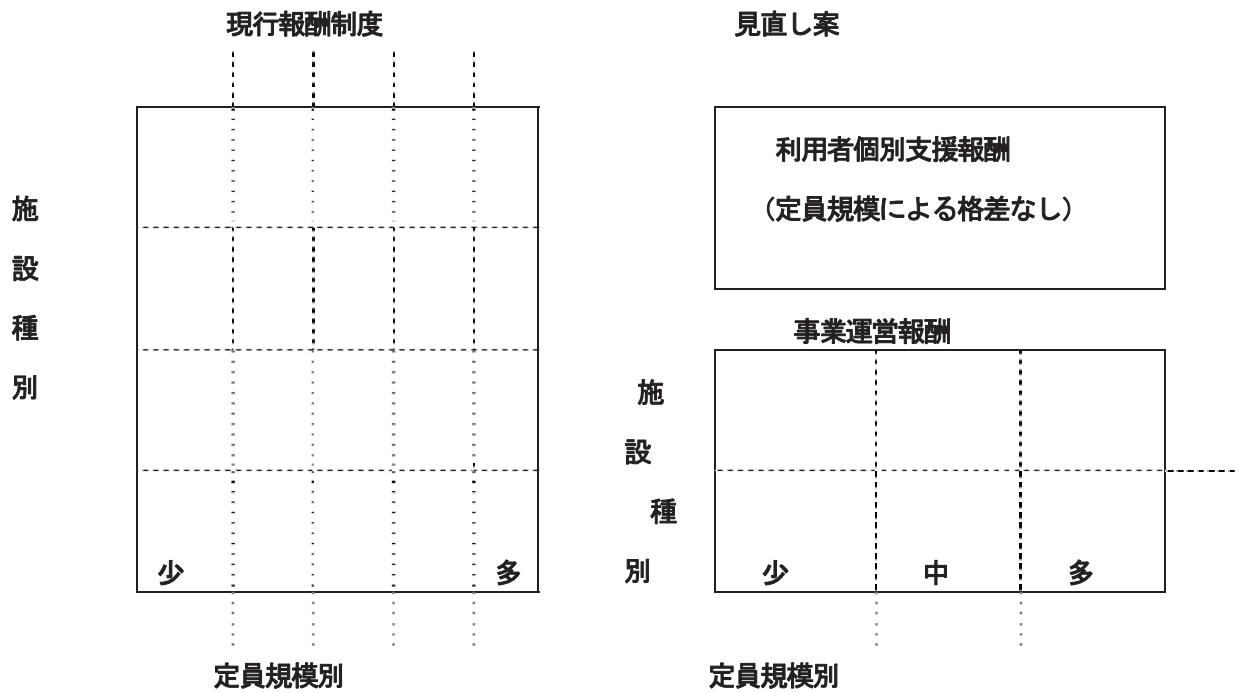 現行報酬制度
施設種別
少
多
定員規模別
見直し案
利用者個別支援報酬
（定員規模による格差なし）
事業運営報酬
施設種別
少
中
多
定員規模別